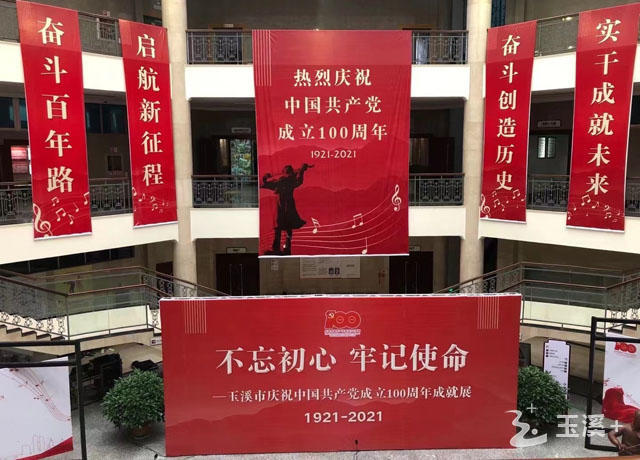 奋斗百年路
启航新征程
热烈庆祝
中国共产党
成立100周年
1921-2021
奋斗创造历史
实干成就未来
100
不忘初心 牢记使命
—玉溪市庆祝中国共产党成立100周年成就展
1921-2021
玉溪+